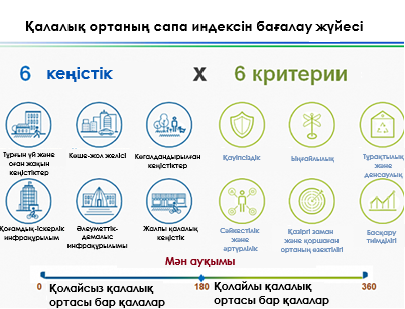 Қалалық ортаның сапа индексін бағалау жүйесі
6 кеңістік x 6 критерии
Тұрғын үй және оған жақын кеңістіктер
Көше-жол желісі
Көгалдандырылған кеңістіктер
Қауіпсіздік
Ыңғайлылық
Тұрақтылық және денсаулық
Қоғамдық-іскерлік инфрақұрылым
Әлеуметтік-демалыс инфрақұрылымы
Жалпы қалалық кеңістік
Сәйкестілік және әртүрлілік
Қазіргі заман және қоршаған ортаның өзектілігі
Басқару тиімділігі
Мән ауқымы
0 180 360
Қолайсыз қалалық ортасы бар қалалар
Қолайлы қалалық ортасы бар қалалар